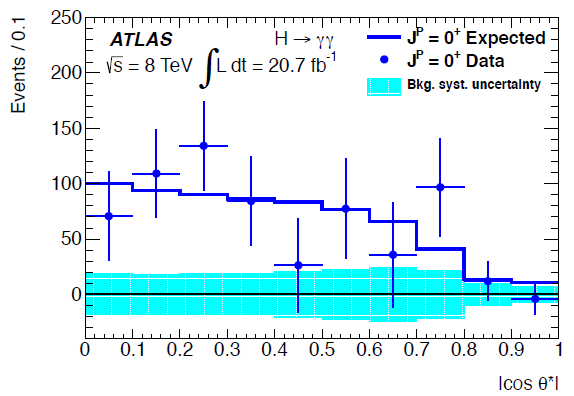 Events / 0.1
250
200
150
100
50
0
ATLAS
H → γγ
√s = 8 TeV ∫L dt = 20.7 fb⁻¹
Jᴾ = 0⁺ Expected
Jᴾ = 0⁺ Data
Bkg. syst. uncertainty
0 0.1 0.2 0.3 0.4 0.5 0.6 0.7 0.8 0.9 1
|cos θ*|